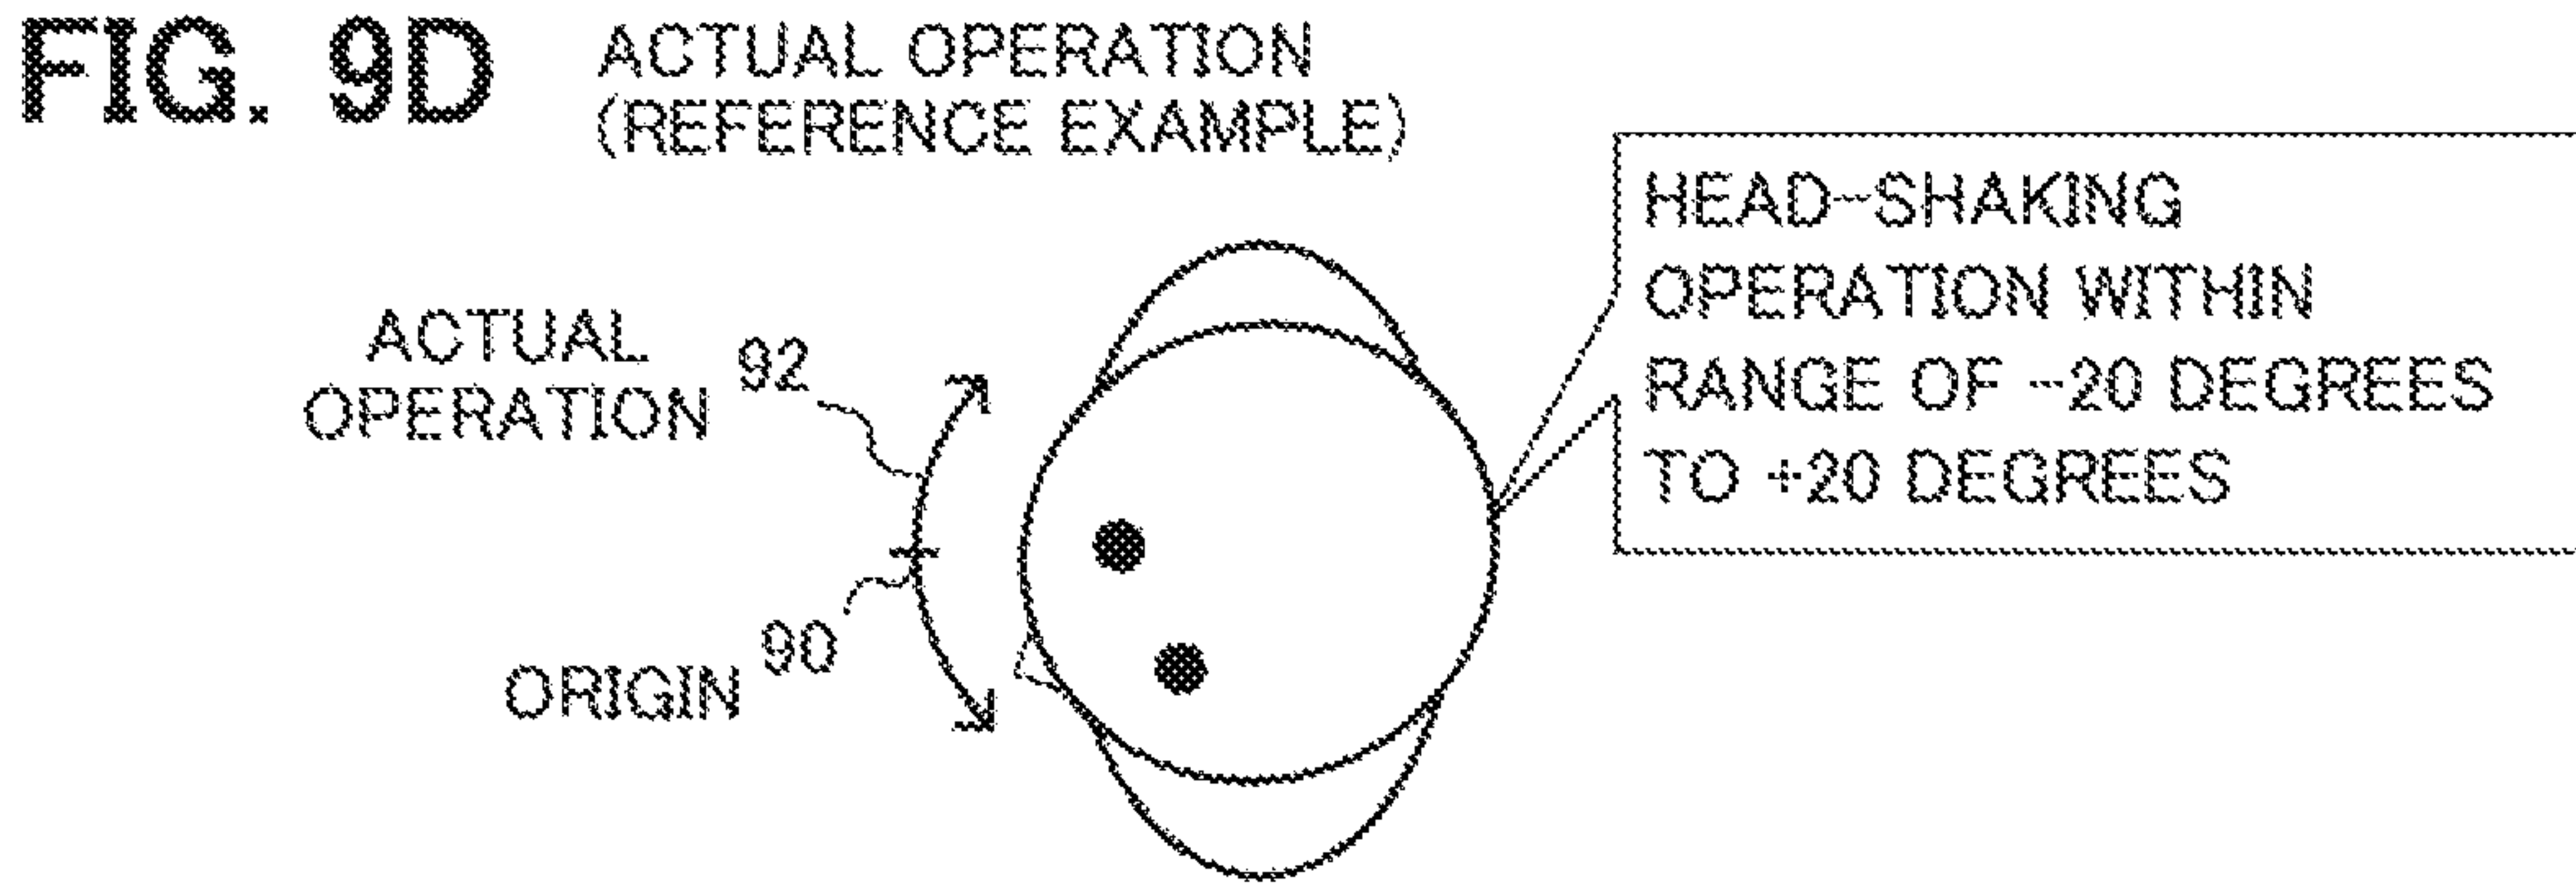 FIG. 9D
ACTUAL OPERATION
(REFERENCE EXAMPLE)
HEAD-SHAKING
OPERATION WITHIN
RANGE OF -20 DEGREES
TO +20 DEGREES
ACTUAL
OPERATION
92
90
ORIGIN